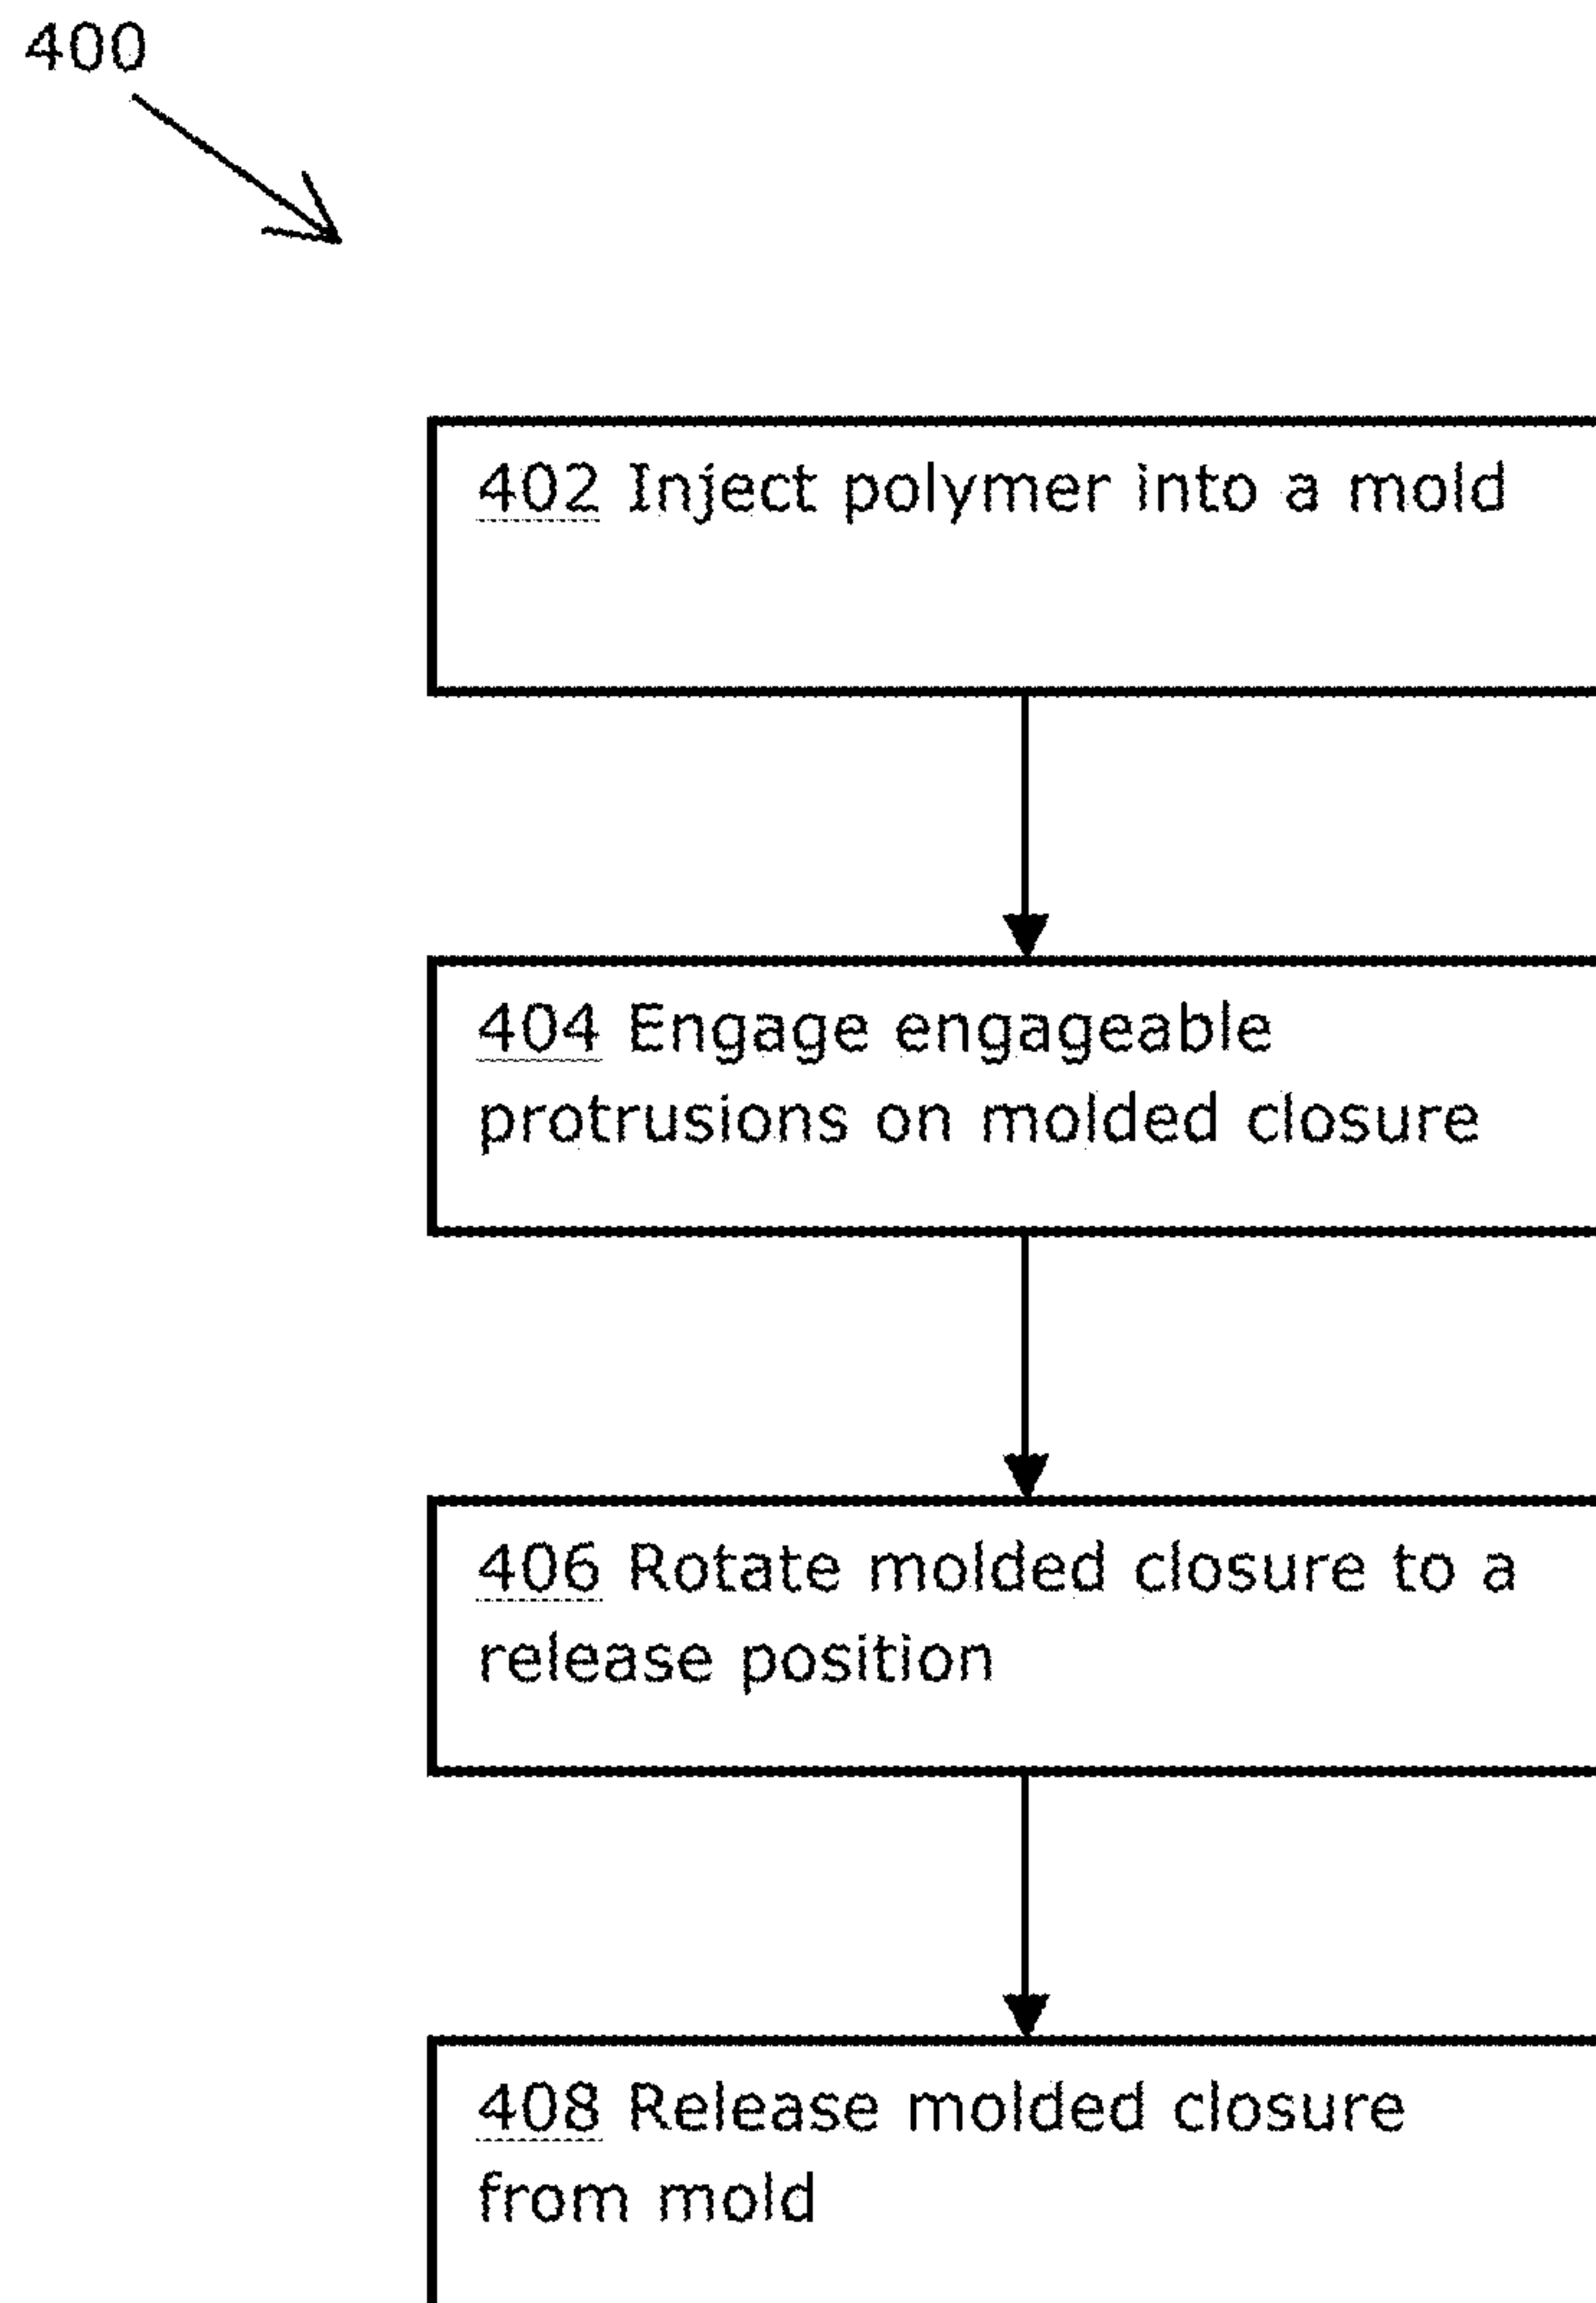 400
402 Inject polymer into a mold
404 Engage engageable
protrusions on molded closure
406 Rotate molded closure to a
release position
408 Release molded closure
from mold